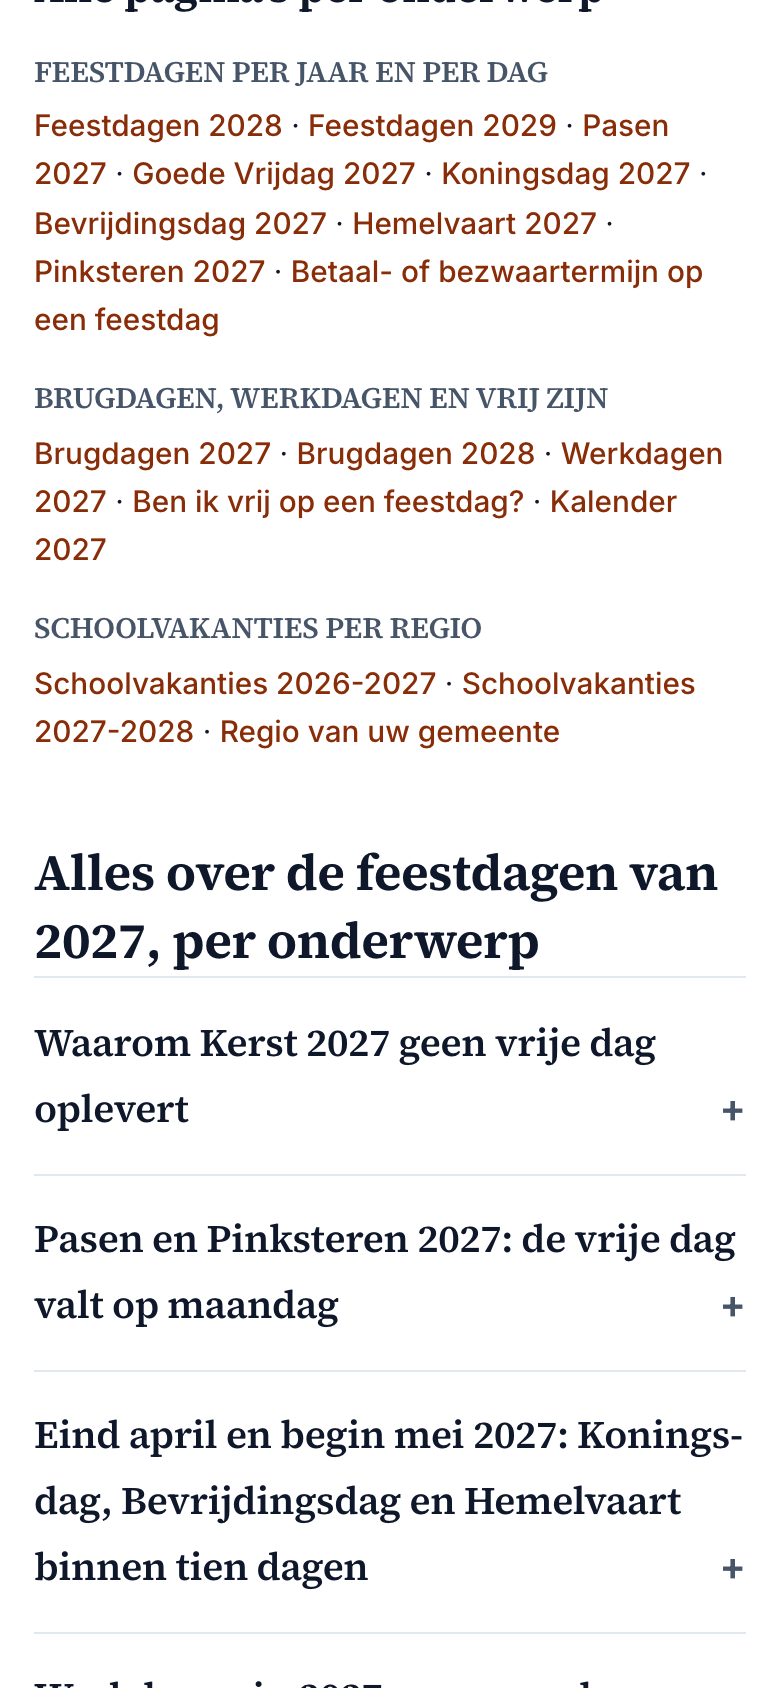 FEESTDAGEN PER JAAR EN PER DAG
Feestdagen 2028 · Feestdagen 2029 · Pasen
2027 · Goede Vrijdag 2027 · Koningsdag 2027 ·
Bevrijdingsdag 2027 · Hemelvaart 2027 ·
Pinksteren 2027 · Betaal- of bezwaartermijn op
een feestdag
BRUGDAGEN, WERKDAGEN EN VRIJ ZIJN
Brugdagen 2027 · Brugdagen 2028 · Werkdagen
2027 · Ben ik vrij op een feestdag? · Kalender
2027
SCHOOLVAKANTIES PER REGIO
Schoolvakanties 2026-2027 · Schoolvakanties
2027-2028 · Regio van uw gemeente
Alles over de feestdagen van
2027, per onderwerp
Waarom Kerst 2027 geen vrije dag
oplevert +
Pasen en Pinksteren 2027: de vrije dag
valt op maandag +
Eind april en begin mei 2027: Konings-
dag, Bevrijdingsdag en Hemelvaart
binnen tien dagen +